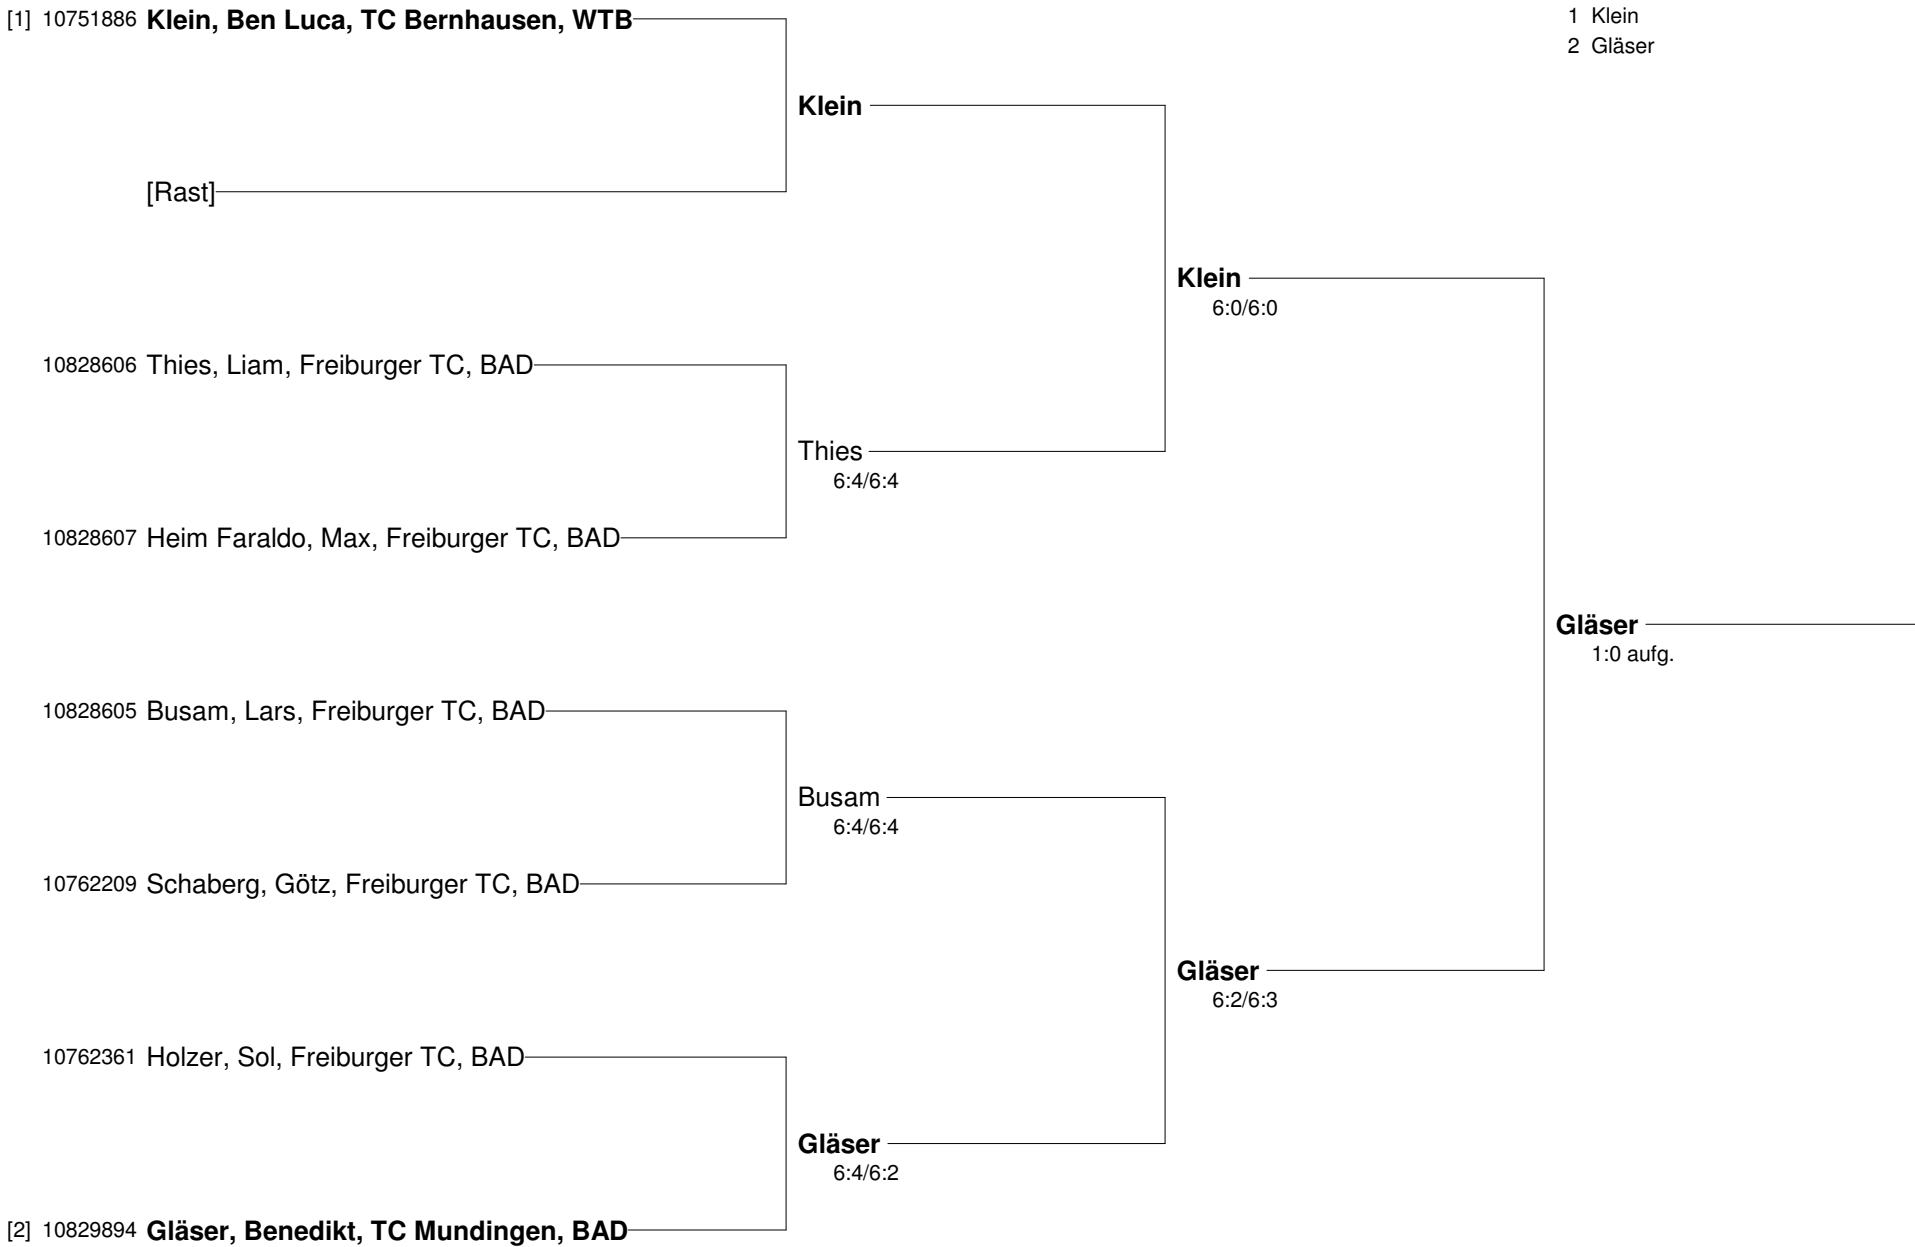 [1] 10751886 Klein, Ben Luca, TC Bernhausen, WTB
1 Klein
2 Gläser
Klein
[Rast]
Klein
6:0/6:0
10828606 Thies, Liam, Freiburger TC, BAD
Thies
6:4/6:4
10828607 Heim Faraldo, Max, Freiburger TC, BAD
Gläser
1:0 aufg.
10828605 Busam, Lars, Freiburger TC, BAD
Busam
6:4/6:4
10762209 Schaberg, Götz, Freiburger TC, BAD
Gläser
6:2/6:3
10762361 Holzer, Sol, Freiburger TC, BAD
Gläser
6:4/6:2
[2] 10829894 Gläser, Benedikt, TC Mundingen, BAD